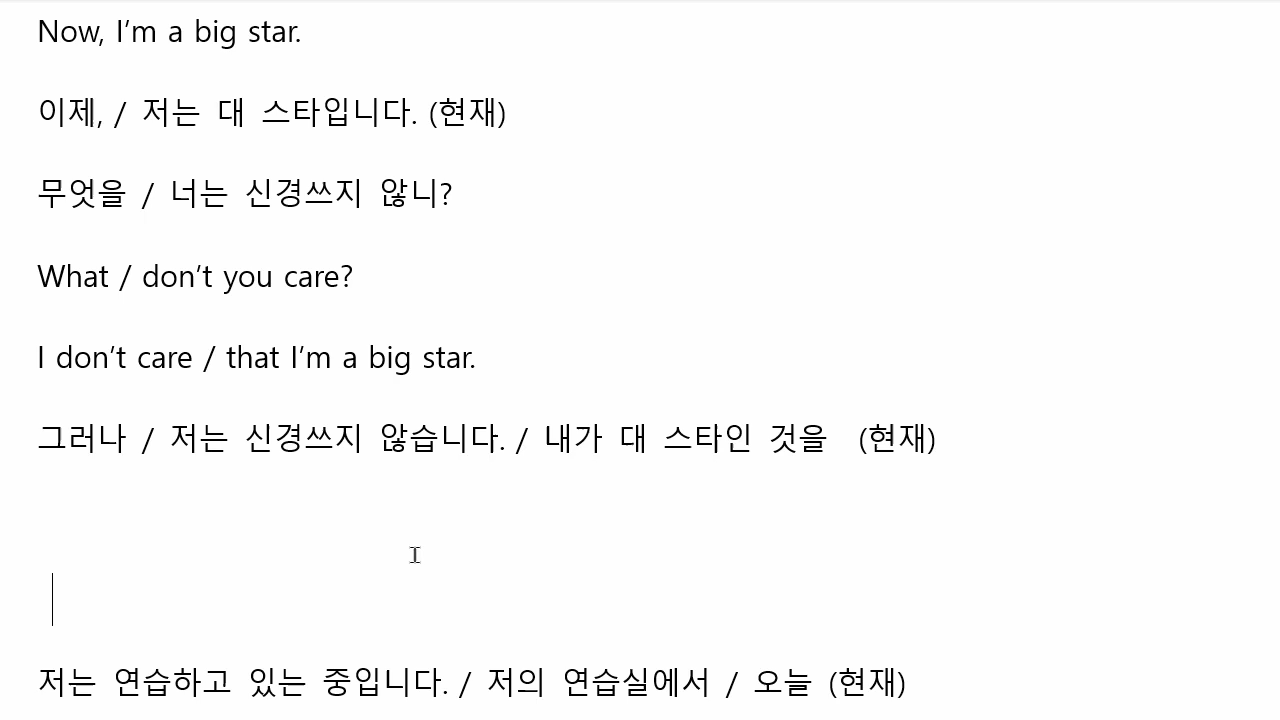 Now, I’m a big star.
이제, / 저는 대 스타입니다. (현재)
무엇을 / 너는 신경쓰지 않니?
What / don’t you care?
I don’t care / that I’m a big star.
그러나 / 저는 신경쓰지 않습니다. / 내가 대 스타인 것을 (현재)
저는 연습하고 있는 중입니다. / 저의 연습실에서 / 오늘 (현재)